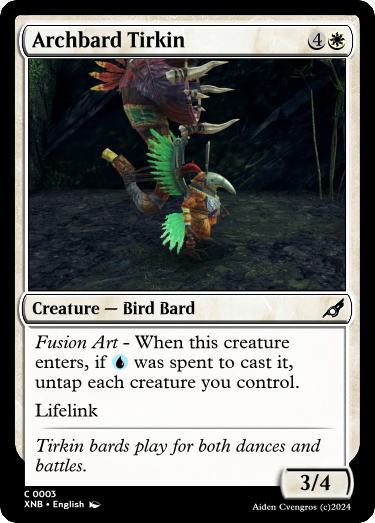 Archbard Tirkin 4
Creature — Bird Bard
Fusion Art - When this creature
enters, if was spent to cast it,
untap each creature you control.
Lifelink
Tirkin bards play for both dances and
battles.
3/4
C 0003
XNB • English
Aiden Cvengros (c)2024